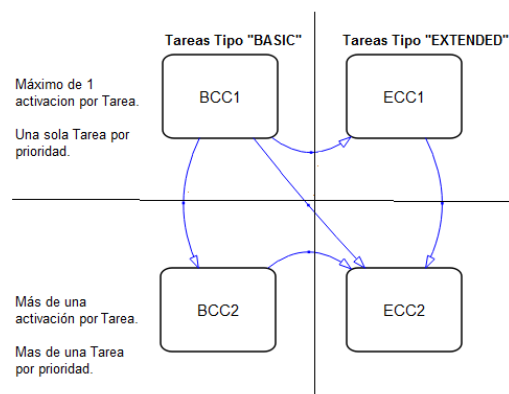 Tareas Tipo "BASIC"
Tareas Tipo "EXTENDED"
Máximo de 1
activacion por Tarea.
Una sola Tarea por
prioridad.
BCC1
ECC1
Más de una
activación por Tarea.
Mas de una Tarea
por prioridad.
BCC2
ECC2